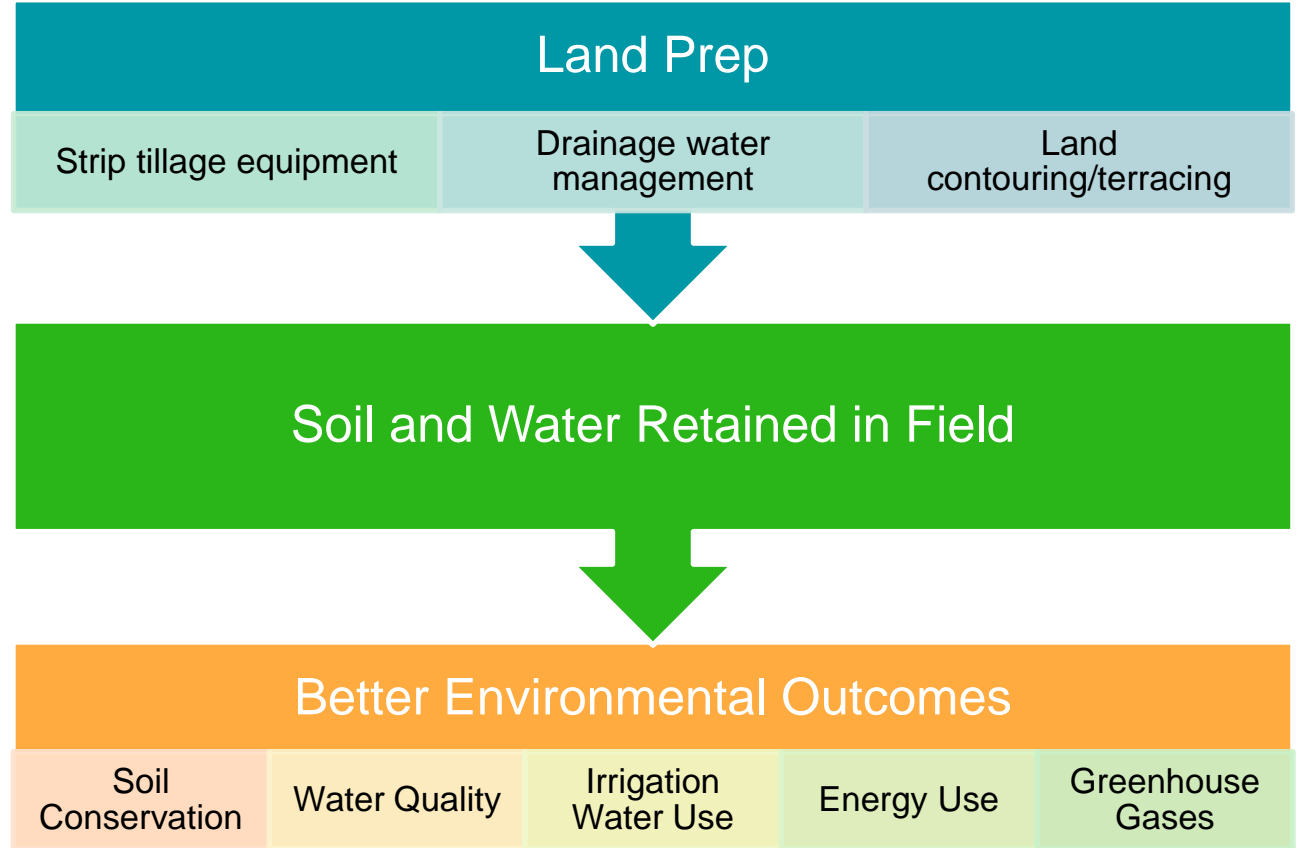 Land Prep
Strip tillage equipment
Drainage water
management
Land
contouring/terracing
Soil and Water Retained in Field
Better Environmental Outcomes
Soil
Conservation
Water Quality
Irrigation
Water Use
Energy Use
Greenhouse
Gases